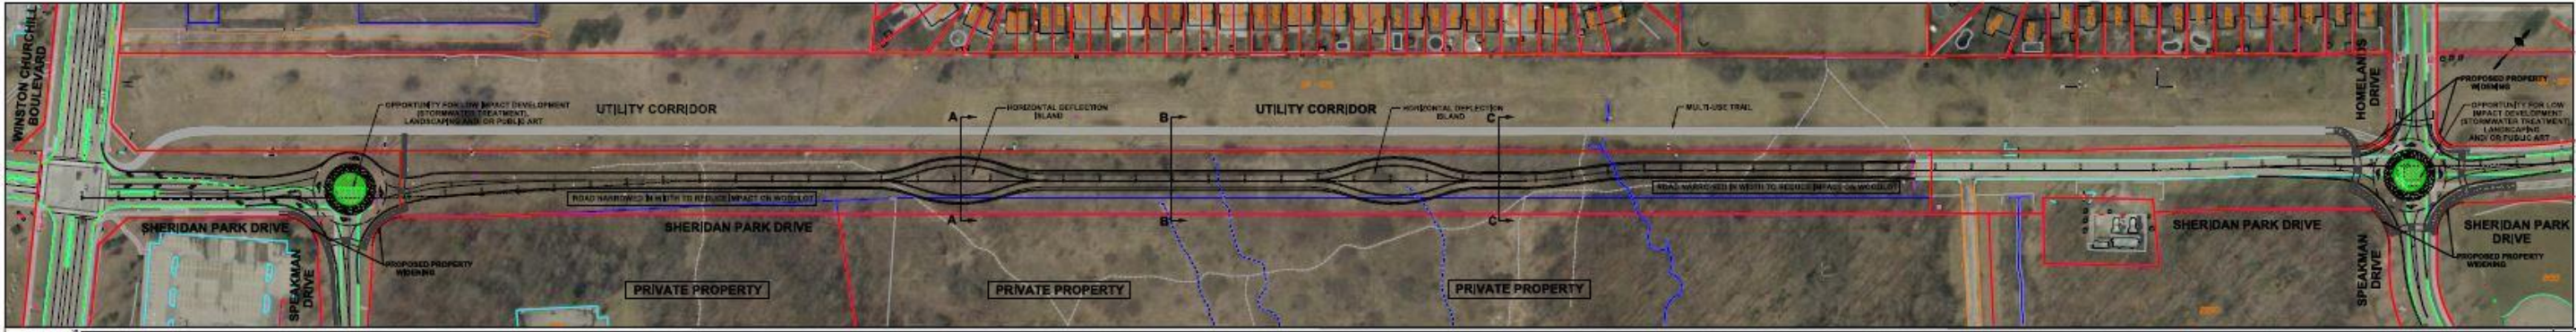 WINSTON CHURCHILL
BOULEVARD
OPPORTUNITY FOR LOW IMPACT DEVELOPMENT
(STORMWATER TREATMENT),
LANDSCAPING AND/ OR PUBLIC ART
UTILITY CORRIDOR
A
HORIZONTAL DEFLECTION
ISLAND
B
UTILITY CORRIDOR
HORIZONTAL DEFLECTION
ISLAND
C
MULTI-USE TRAIL
HOMELANDS
DRIVE
PROPOSED PROPERTY
WIDENING
OPPORTUNITY FOR LOW
IMPACT DEVELOPMENT
(STORMWATER TREATMENT)
LANDSCAPING
AND/ OR PUBLIC ART
ROAD NARROWED IN WIDTH TO REDUCE IMPACT ON WOODLOT
ROAD NARROWED IN WIDTH TO REDUCE IMPACT ON WOODLOT
SHERIDAN PARK DRIVE
SHERIDAN PARK DRIVE
A
B
C
SHERIDAN PARK DRIVE
SHERIDAN PARK
DRIVE
SPEAKMAN
DRIVE
PROPOSED PROPERTY
WIDENING
PRIVATE PROPERTY
PRIVATE PROPERTY
PRIVATE PROPERTY
SPEAKMAN
DRIVE
PROPOSED PROPERTY
WIDENING